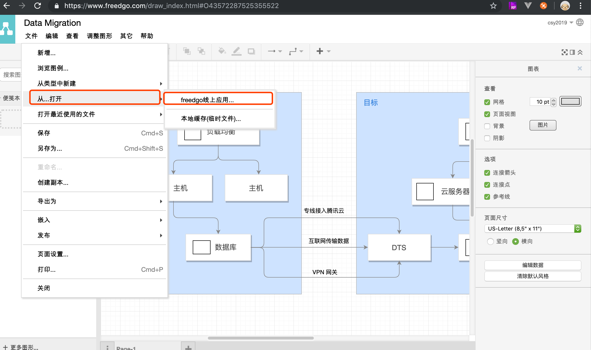 https://www.freedgo.com/draw_index.html#O435727287525355522
Data Migration
csy2019
文件 编辑 查看 调整图形 其它 帮助
新增...
浏览图例...
从类型中新建
从...打开
打开最近使用的文件
保存 Cmd+S
另存为... Cmd+Shift+S
重命名...
创建副本...
导出为
嵌入
发布
页面设置...
打印... Cmd+P
关闭
freedgo线上应用...
本地缓存(临时文件)...
搜索图
便笺本
更多图形...
负载均衡
主机
主机
数据库
专线接入腾讯云
互联网传输数据
VPN 网关
目标
云服务器
DTS
Page-1
图表
查看
网格 10 pt
页面视图
背景 图片
阴影
选项
连接箭头
连接点
参考线
页面尺寸
US-Letter (8,5" x 11")
竖向 横向
编辑数据
清除默认风格